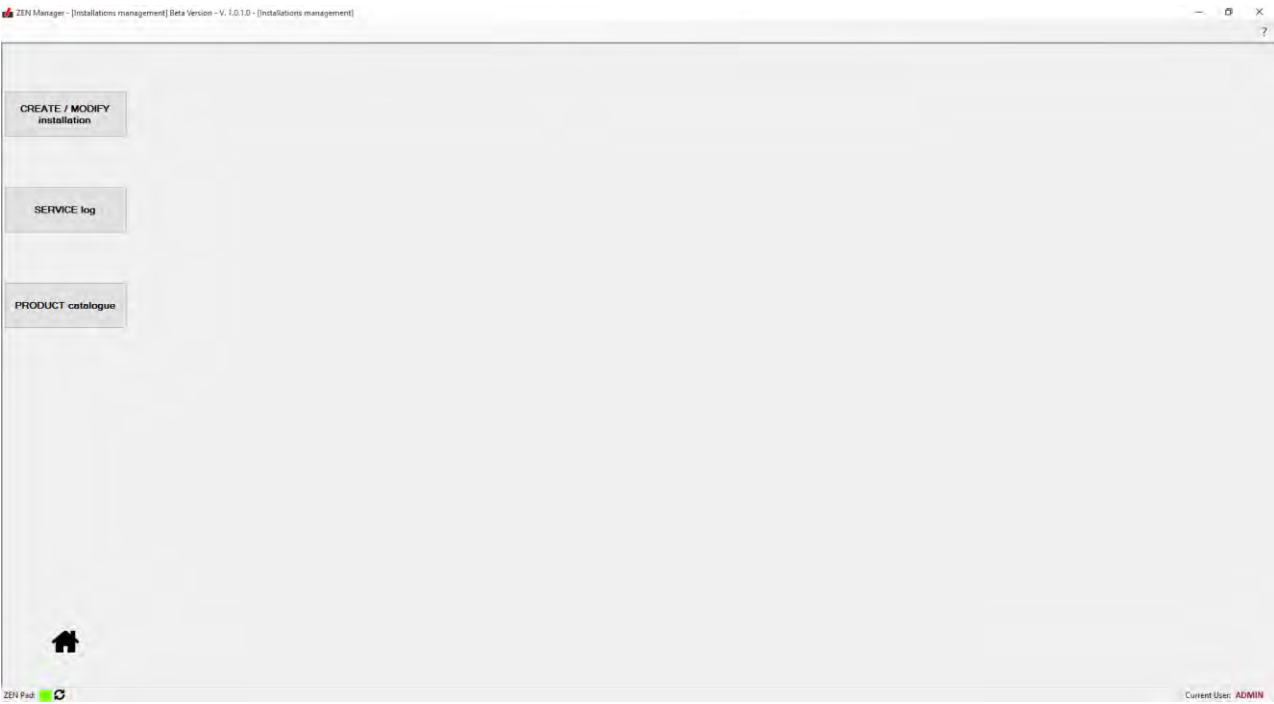 ZEN Manager - [Installations management] Beta Version - V. 1.0.1.0 - [Installations management]
?
CREATE / MODIFY
installation
SERVICE log
PRODUCT catalogue
ZEN Pad:
Current User: ADMIN